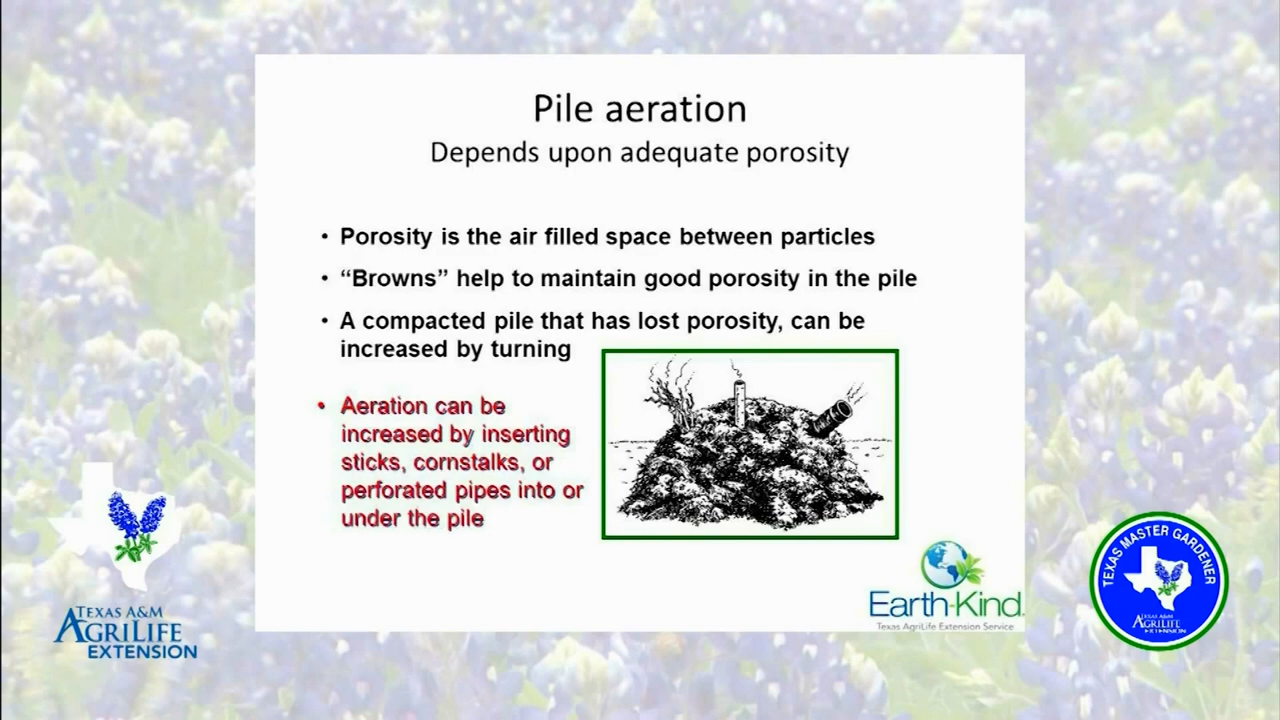 Pile aeration
Depends upon adequate porosity
• Porosity is the air filled space between particles
• “Browns” help to maintain good porosity in the pile
• A compacted pile that has lost porosity, can be
increased by turning
• Aeration can be
increased by inserting
sticks, cornstalks, or
perforated pipes into or
under the pile
Earth-Kind
Texas AgriLife Extension Service
TEXAS A&M
AGRILIFE
EXTENSION
TEXAS MASTER GARDENER
TEXAS A&M
AGRILIFE
EXTENSION